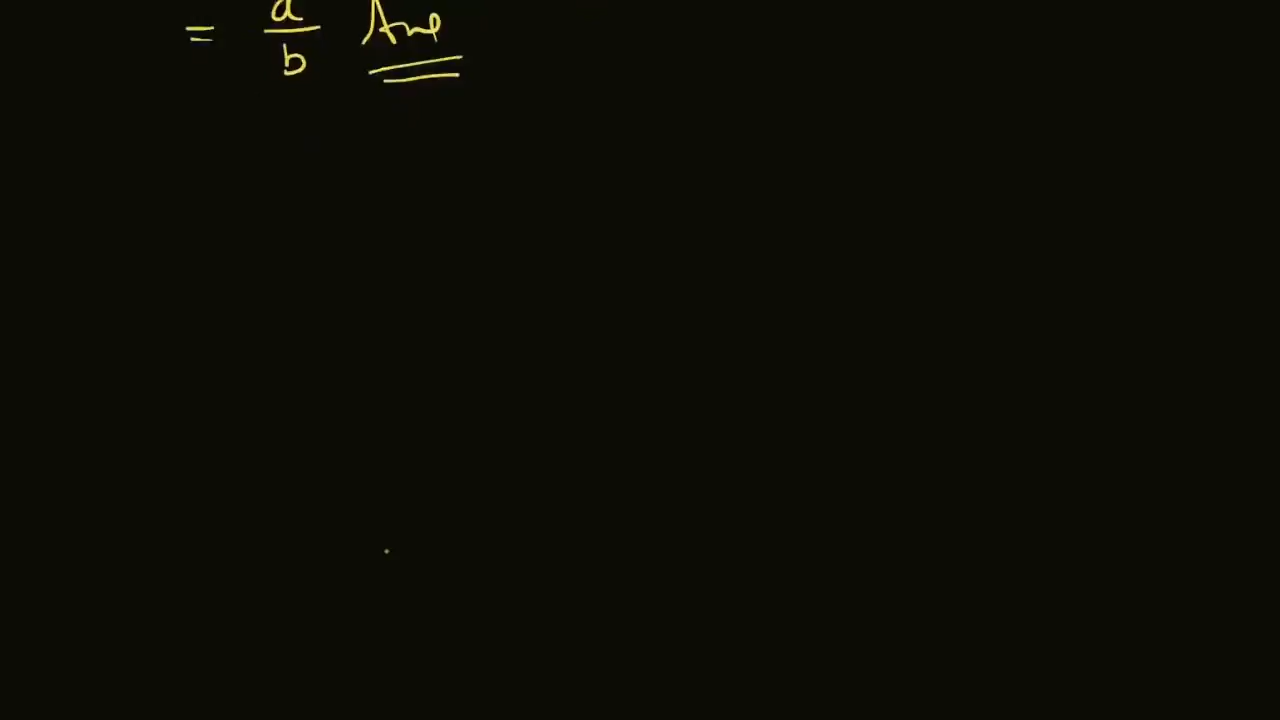 = a/b Ans